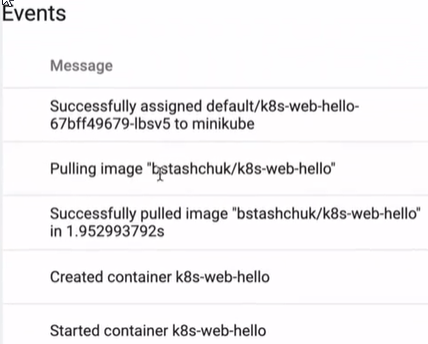 Events
Message
Successfully assigned default/k8s-web-hello-
67bff49679-lbsv5 to minikube
Pulling image "bstashchuk/k8s-web-hello"
Successfully pulled image "bstashchuk/k8s-web-hello"
in 1.952993792s
Created container k8s-web-hello
Started container k8s-web-hello